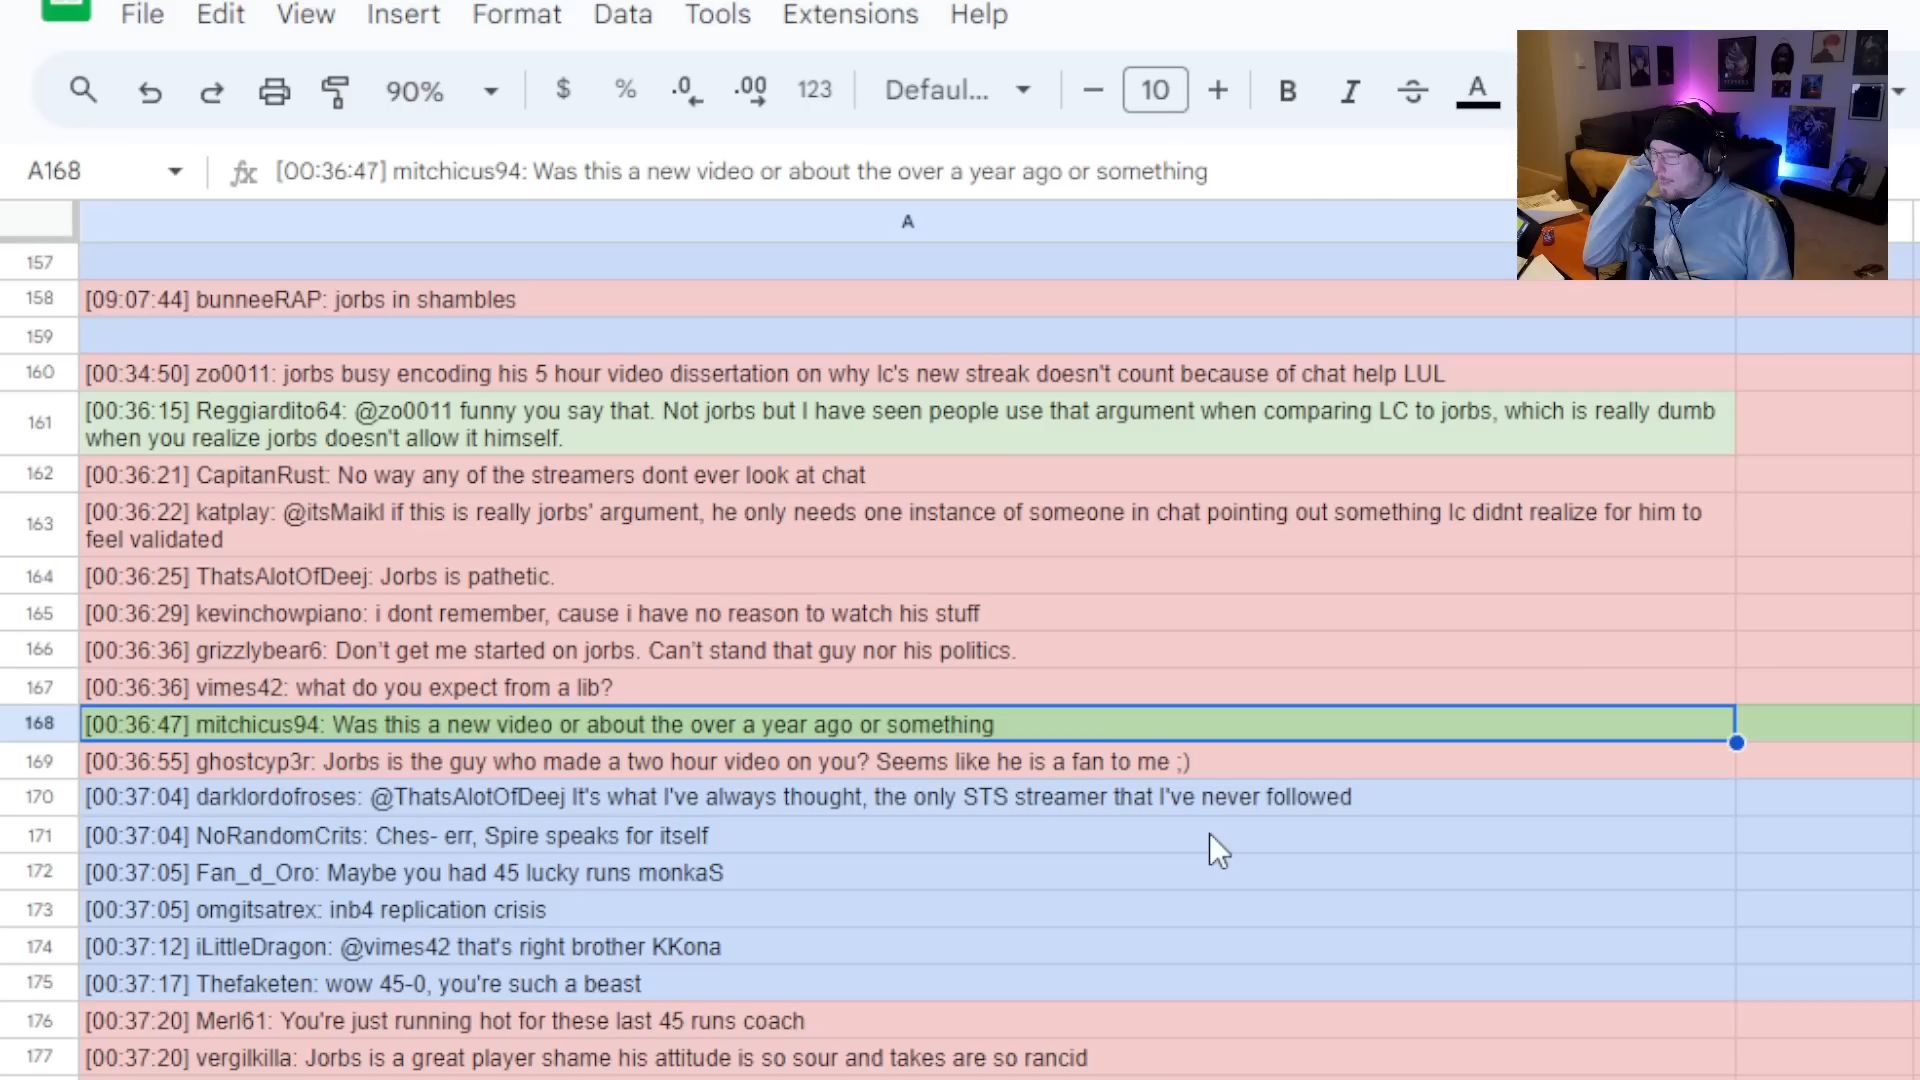 File Edit View Insert Format Data Tools Extensions Help
90% $ % .0 .00 123 Defaul... 10 B I S A
A168 fx [00:36:47] mitchicus94: Was this a new video or about the over a year ago or something
A
157
158 [09:07:44] bunneeRAP: jorbs in shambles
159
160 [00:34:50] zo0011: jorbs busy encoding his 5 hour video dissertation on why lc's new streak doesn't count because of chat help LUL
161 [00:36:15] Reggiardito64: @zo0011 funny you say that. Not jorbs but I have seen people use that argument when comparing LC to jorbs, which is really dumb
when you realize jorbs doesn't allow it himself.
162 [00:36:21] CapitanRust: No way any of the streamers dont ever look at chat
163 [00:36:22] katplay: @itsMaikl if this is really jorbs' argument, he only needs one instance of someone in chat pointing out something lc didnt realize for him to
feel validated
164 [00:36:25] ThatsAlotOfDeej: Jorbs is pathetic.
165 [00:36:29] kevinchowpiano: i dont remember, cause i have no reason to watch his stuff
166 [00:36:36] grizzlybear6: Don't get me started on jorbs. Can't stand that guy nor his politics.
167 [00:36:36] vimes42: what do you expect from a lib?
168 [00:36:47] mitchicus94: Was this a new video or about the over a year ago or something
169 [00:36:55] ghostcyp3r: Jorbs is the guy who made a two hour video on you? Seems like he is a fan to me ;)
170 [00:37:04] darklordofroses: @ThatsAlotOfDeej It's what I've always thought, the only STS streamer that I've never followed
171 [00:37:04] NoRandomCrits: Ches- err, Spire speaks for itself
172 [00:37:05] Fan_d_Oro: Maybe you had 45 lucky runs monkaS
173 [00:37:05] omgitsatrex: inb4 replication crisis
174 [00:37:12] iLittleDragon: @vimes42 that's right brother KKona
175 [00:37:17] Thefaketen: wow 45-0, you're such a beast
176 [00:37:20] Merl61: You're just running hot for these last 45 runs coach
177 [00:37:20] vergilkilla: Jorbs is a great player shame his attitude is so sour and takes are so rancid